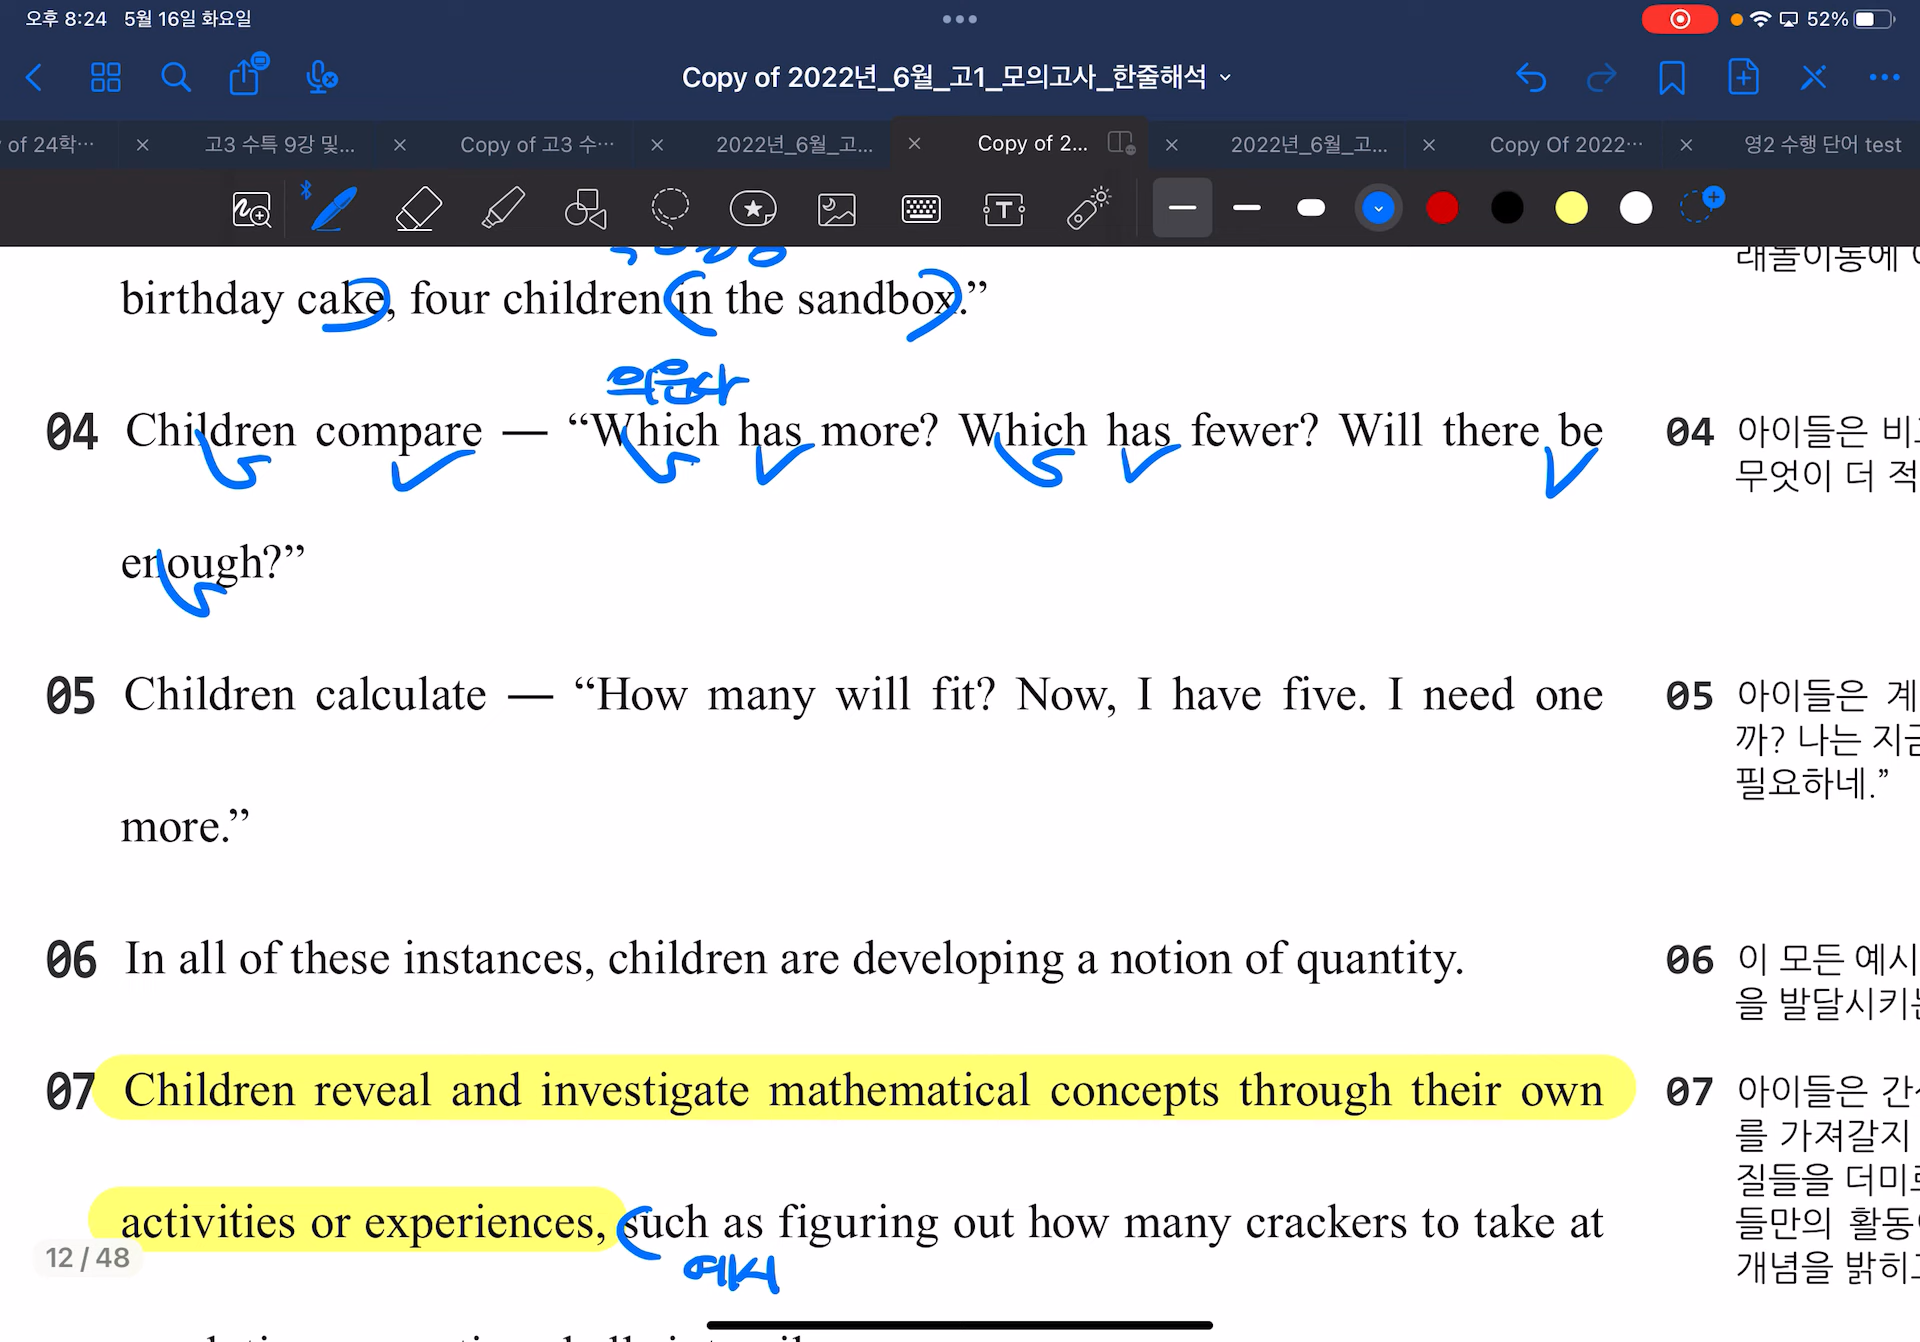 오후 8:24 5월 16일 화요일
52%
Copy of 2022년_6월_고1_모의고사_한줄해석
of 24학…
고3 수특 9강 및...
Copy of 고3 수…
2022년_6월_고...
Copy of 2...
2022년_6월_고...
Copy Of 2022…
영2 수행 단어 test
birthday cake, four children in the sandbox.”
의문사
04 Children compare — “Which has more? Which has fewer? Will there be
enough?”
05 Children calculate — “How many will fit? Now, I have five. I need one
more.”
06 In all of these instances, children are developing a notion of quantity.
07 Children reveal and investigate mathematical concepts through their own
activities or experiences, such as figuring out how many crackers to take at
예시
12 / 48
래놀이통에
04 아이들은 비
무엇이 더 적
05 아이들은 계
까? 나는 지금
필요하네.”
06 이 모든 예시
을 발달시키는
07 아이들은 간
를 가져갈지
질들을 더미로
들만의 활동
개념을 밝히고